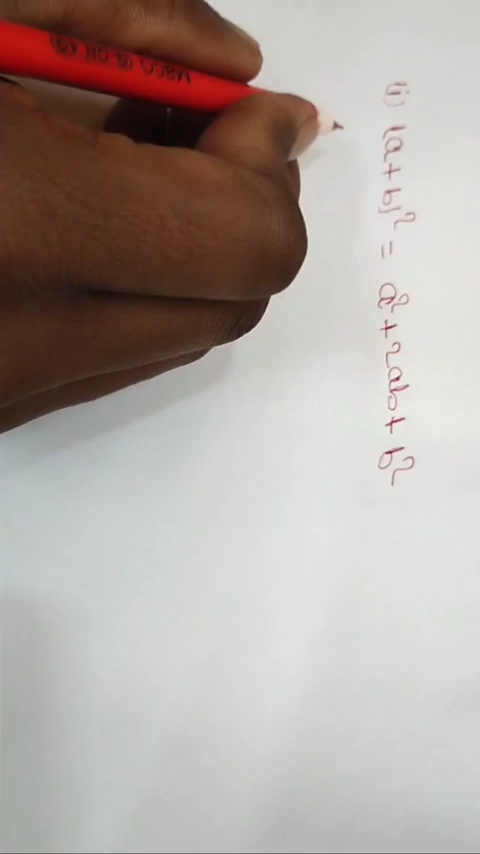 (i) (a+b)² = a²+2ab+b²